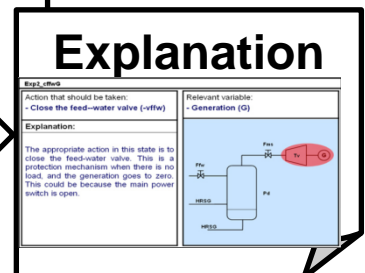 Explanation
Exp2_cffwG
Action that should be taken:
- Close the feed--water valve (-vffw)
Relevant variable:
- Generation (G)
Explanation:
The appropriate action in this state is to
close the feed-water valve. This is a
protection mechanism when there is no
load, and the generation goes to zero.
This could be because the main power
switch is open.
Fms
Tv
G
Ffw
Pd
HRSG
HRSG